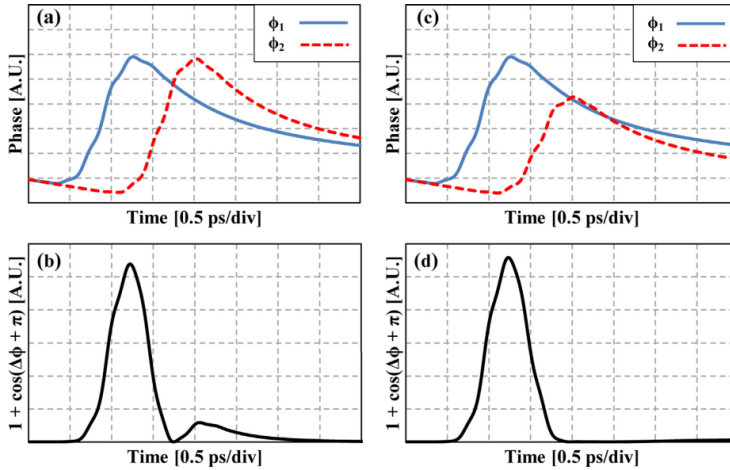 (a)
ϕ1
ϕ2
Phase [A.U.]
Time [0.5 ps/div]
(c)
ϕ1
ϕ2
Phase [A.U.]
Time [0.5 ps/div]
(b)
1 + cos(Δϕ + π) [A.U.]
Time [0.5 ps/div]
(d)
1 + cos(Δϕ + π) [A.U.]
Time [0.5 ps/div]